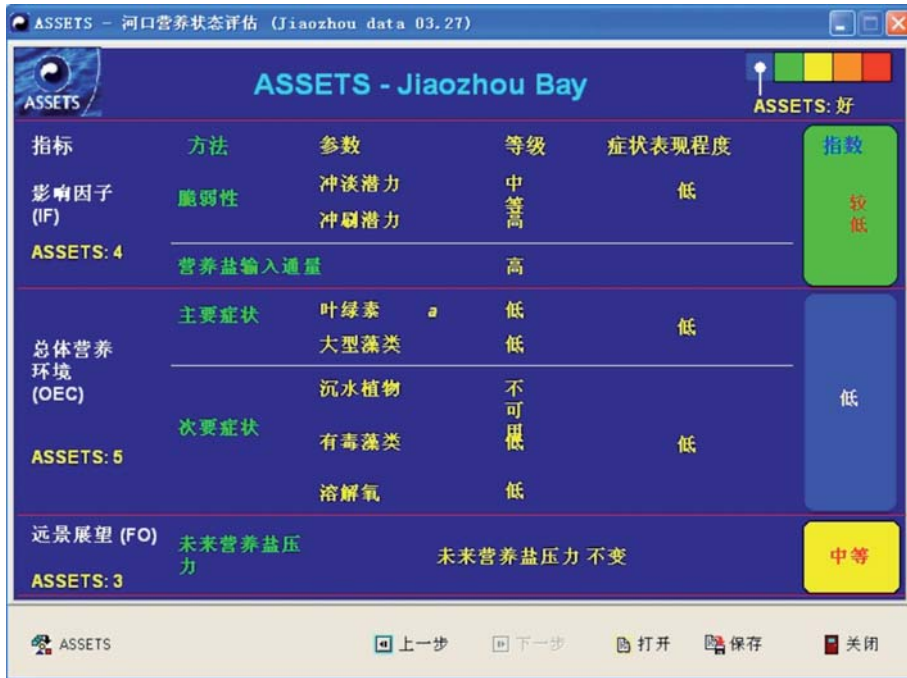 ASSETS - 河口营养状态评估 (Jiaozhou data 03.27)
ASSETS
ASSETS - Jiaozhou Bay
ASSETS: 好
指标 方法 参数 等级 症状表现程度 指数
影响因子
(IF)
ASSETS: 4
脆弱性
冲淡潜力 中等
冲刷潜力 高
低
较低
营养盐输入通量 高
总体营养
环境
(OEC)
ASSETS: 5
主要症状
叶绿素 a 低
大型藻类 低
低
次要症状
沉水植物 不可用
有毒藻类 低
溶解氧 低
低
低
远景展望 (FO)
ASSETS: 3
未来营养盐压
力
未来营养盐压力 不变
中等
ASSETS 上一步 下一步 打开 保存 关闭